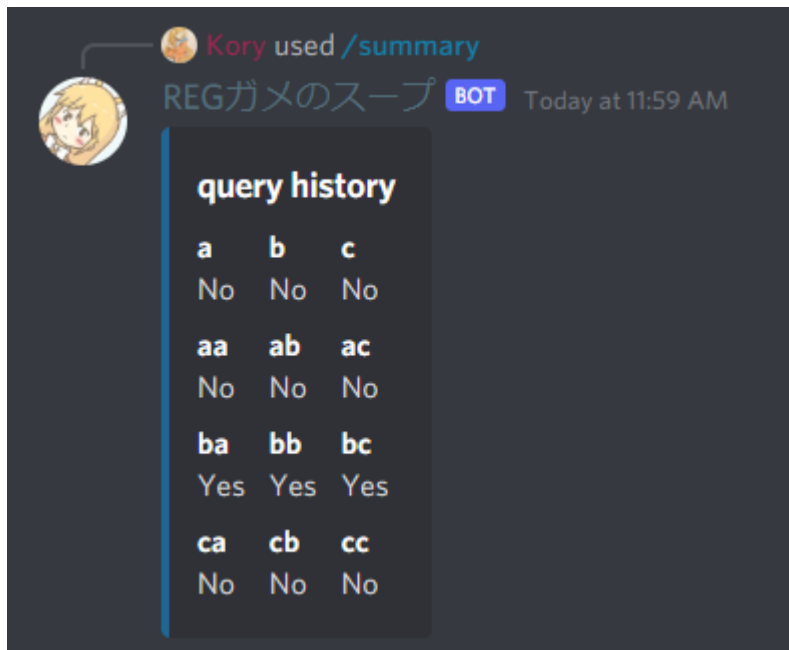 Kory used /summary
REGガメのスープ BOT Today at 11:59 AM
query history
a b c
No No No
aa ab ac
No No No
ba bb bc
Yes Yes Yes
ca cb cc
No No No